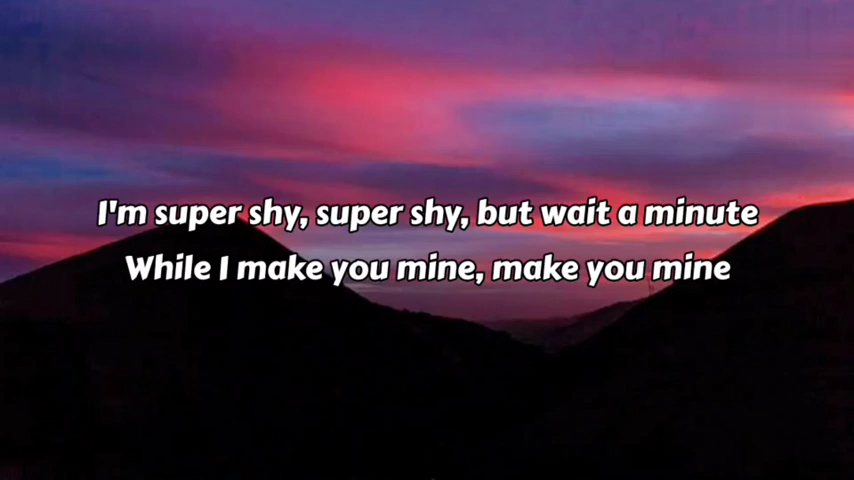 I'm super shy, super shy, but wait a minute
While I make you mine, make you mine